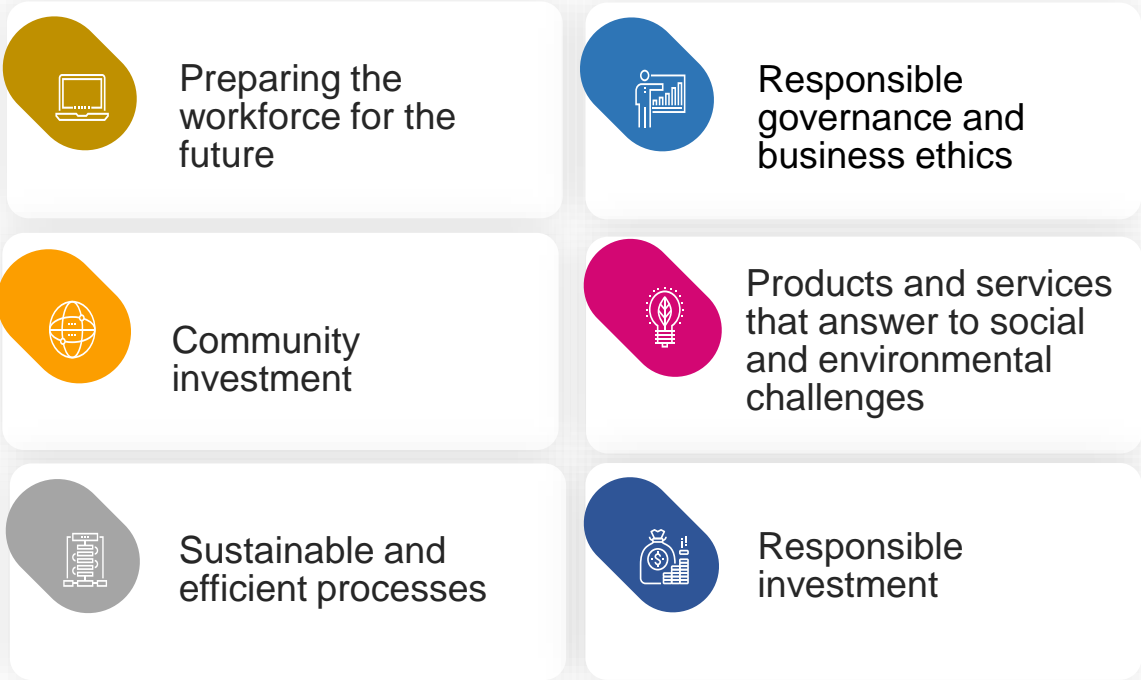 Preparing the
workforce for the
future
Responsible
governance and
business ethics
Community
investment
Products and services
that answer to social
and environmental
challenges
Sustainable and
efficient processes
Responsible
investment